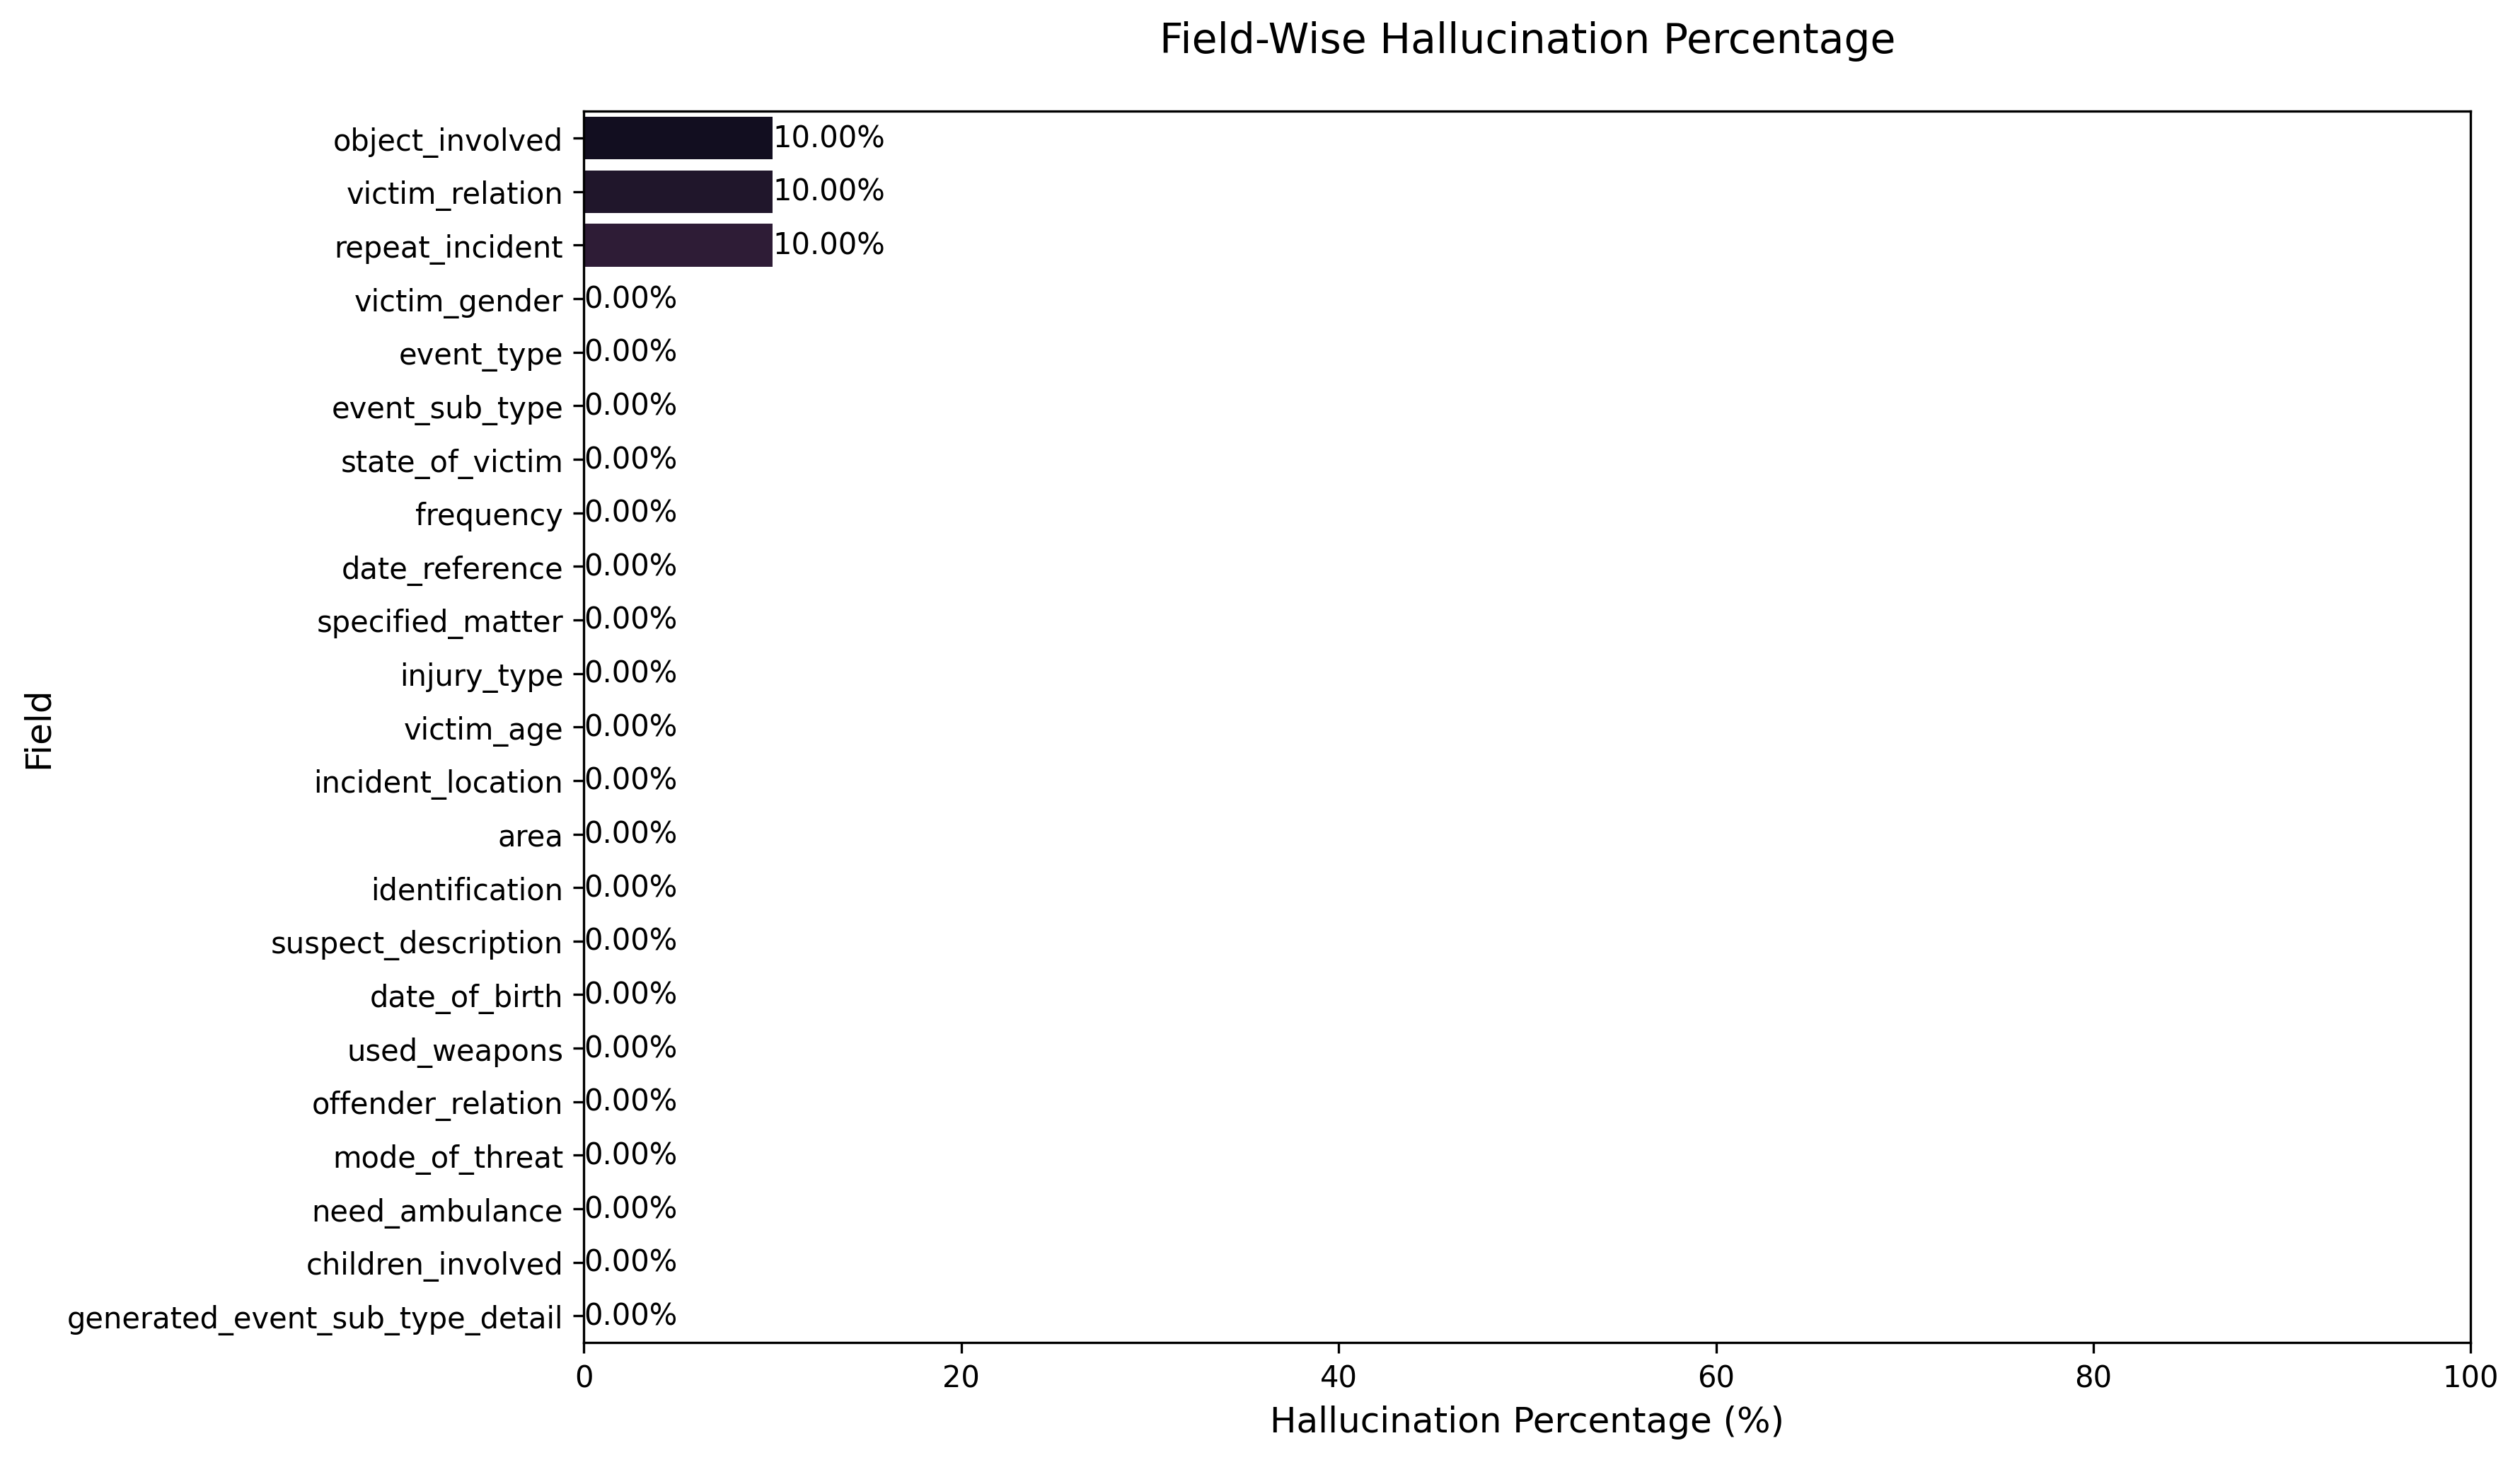 Field-Wise Hallucination Percentage
object_involved 10.00%
victim_relation 10.00%
repeat_incident 10.00%
victim_gender 0.00%
event_type 0.00%
event_sub_type 0.00%
state_of_victim 0.00%
frequency 0.00%
date_reference 0.00%
specified_matter 0.00%
injury_type 0.00%
victim_age 0.00%
incident_location 0.00%
area 0.00%
identification 0.00%
suspect_description 0.00%
date_of_birth 0.00%
used_weapons 0.00%
offender_relation 0.00%
mode_of_threat 0.00%
need_ambulance 0.00%
children_involved 0.00%
generated_event_sub_type_detail 0.00%
Field
0 20 40 60 80 100
Hallucination Percentage (%)